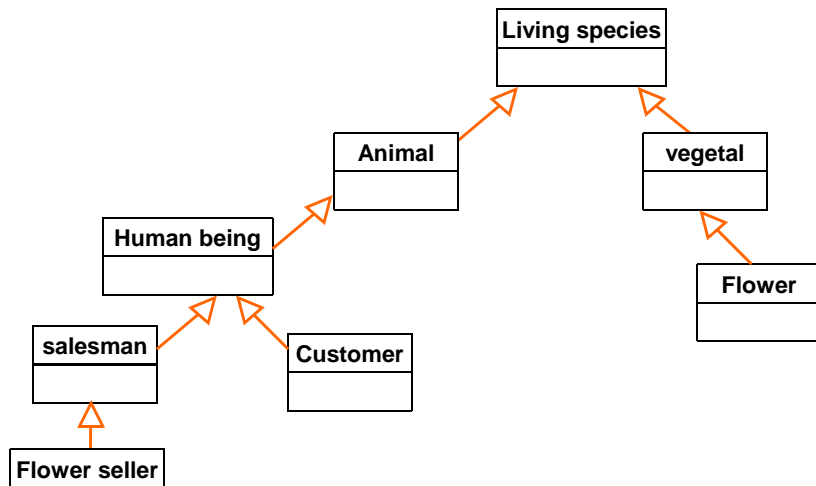 Living species
Animal
vegetal
Human being
Flower
salesman
Customer
Flower seller